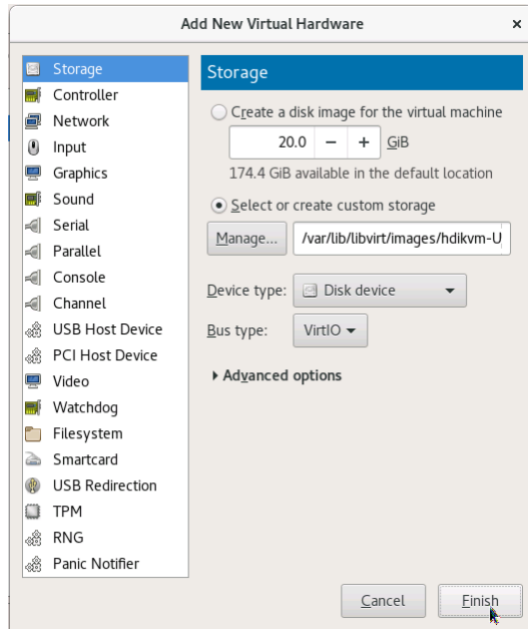 Add New Virtual Hardware
×
Storage
Controller
Network
Input
Graphics
Sound
Serial
Parallel
Console
Channel
USB Host Device
PCI Host Device
Video
Watchdog
Filesystem
Smartcard
USB Redirection
TPM
RNG
Panic Notifier
Storage
Create a disk image for the virtual machine
20.0 − + GiB
174.4 GiB available in the default location
Select or create custom storage
Manage... /var/lib/libvirt/images/hdikvm-U
Device type: Disk device
Bus type: VirtIO
Advanced options
Cancel Finish